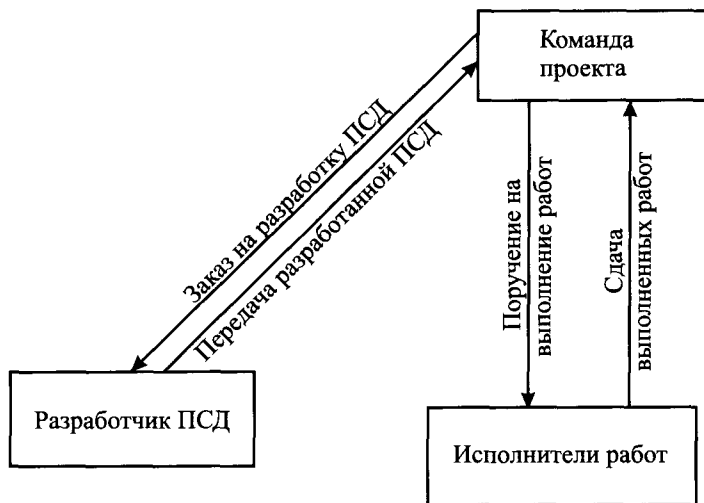 Команда
проекта
Заказ на разработку ПСД
Передача разработанной ПСД
Поручение на
выполнение работ
Сдача
выполненных работ
Разработчик ПСД
Исполнители работ